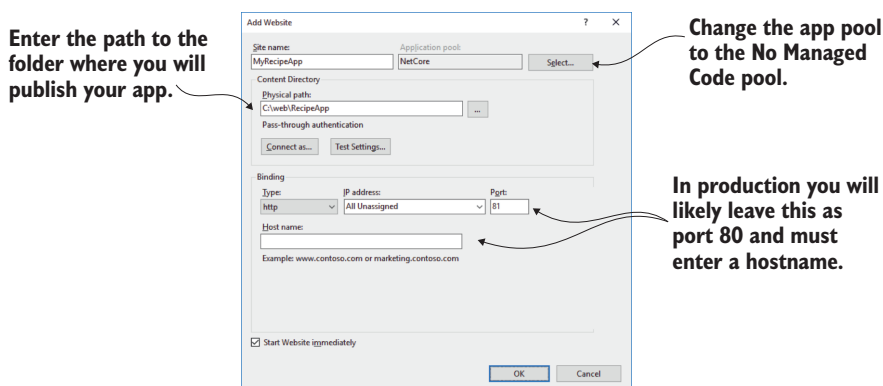 Enter the path to the
folder where you will
publish your app.
Add Website
? X
Site name:
Application pool:
MyRecipeApp
NetCore
Select...
Content Directory
Physical path:
C:\web\RecipeApp
...
Pass-through authentication
Connect as...
Test Settings...
Binding
Type:
IP address:
Port:
http
All Unassigned
81
Host name:
Example: www.contoso.com or marketing.contoso.com
Start Website immediately
OK
Cancel
Change the app pool
to the No Managed
Code pool.
In production you will
likely leave this as
port 80 and must
enter a hostname.